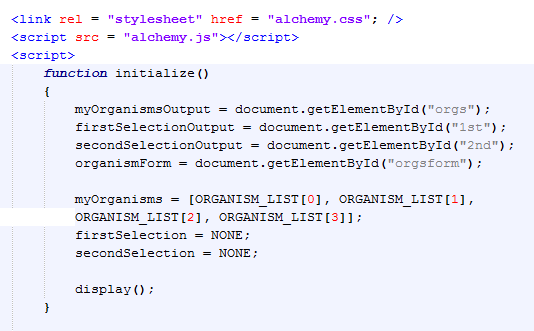 <link rel = "stylesheet" href = "alchemy.css"; />
<script src = "alchemy.js"></script>
<script>
function initialize()
{
myOrganismsOutput = document.getElementById("orgs");
firstSelectionOutput = document.getElementById("1st");
secondSelectionOutput = document.getElementById("2nd");
organismForm = document.getElementById("orgsform");
myOrganisms = [ORGANISM_LIST[0], ORGANISM_LIST[1],
ORGANISM_LIST[2], ORGANISM_LIST[3]];
firstSelection = NONE;
secondSelection = NONE;
display();
}